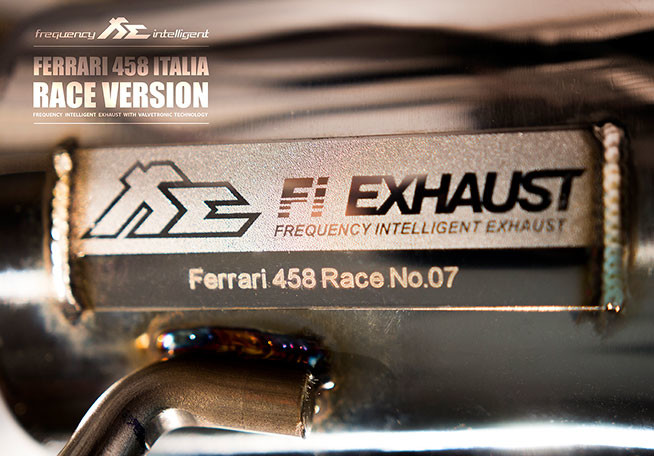 frequency intelligent
FERRARI 458 ITALIA
RACE VERSION
FREQUENCY INTELLIGENT EXHAUST WITH VALVETRONIC TECHNOLOGY
FI EXHAUST
FREQUENCY INTELLIGENT EXHAUST
Ferrari 458 Race No.07